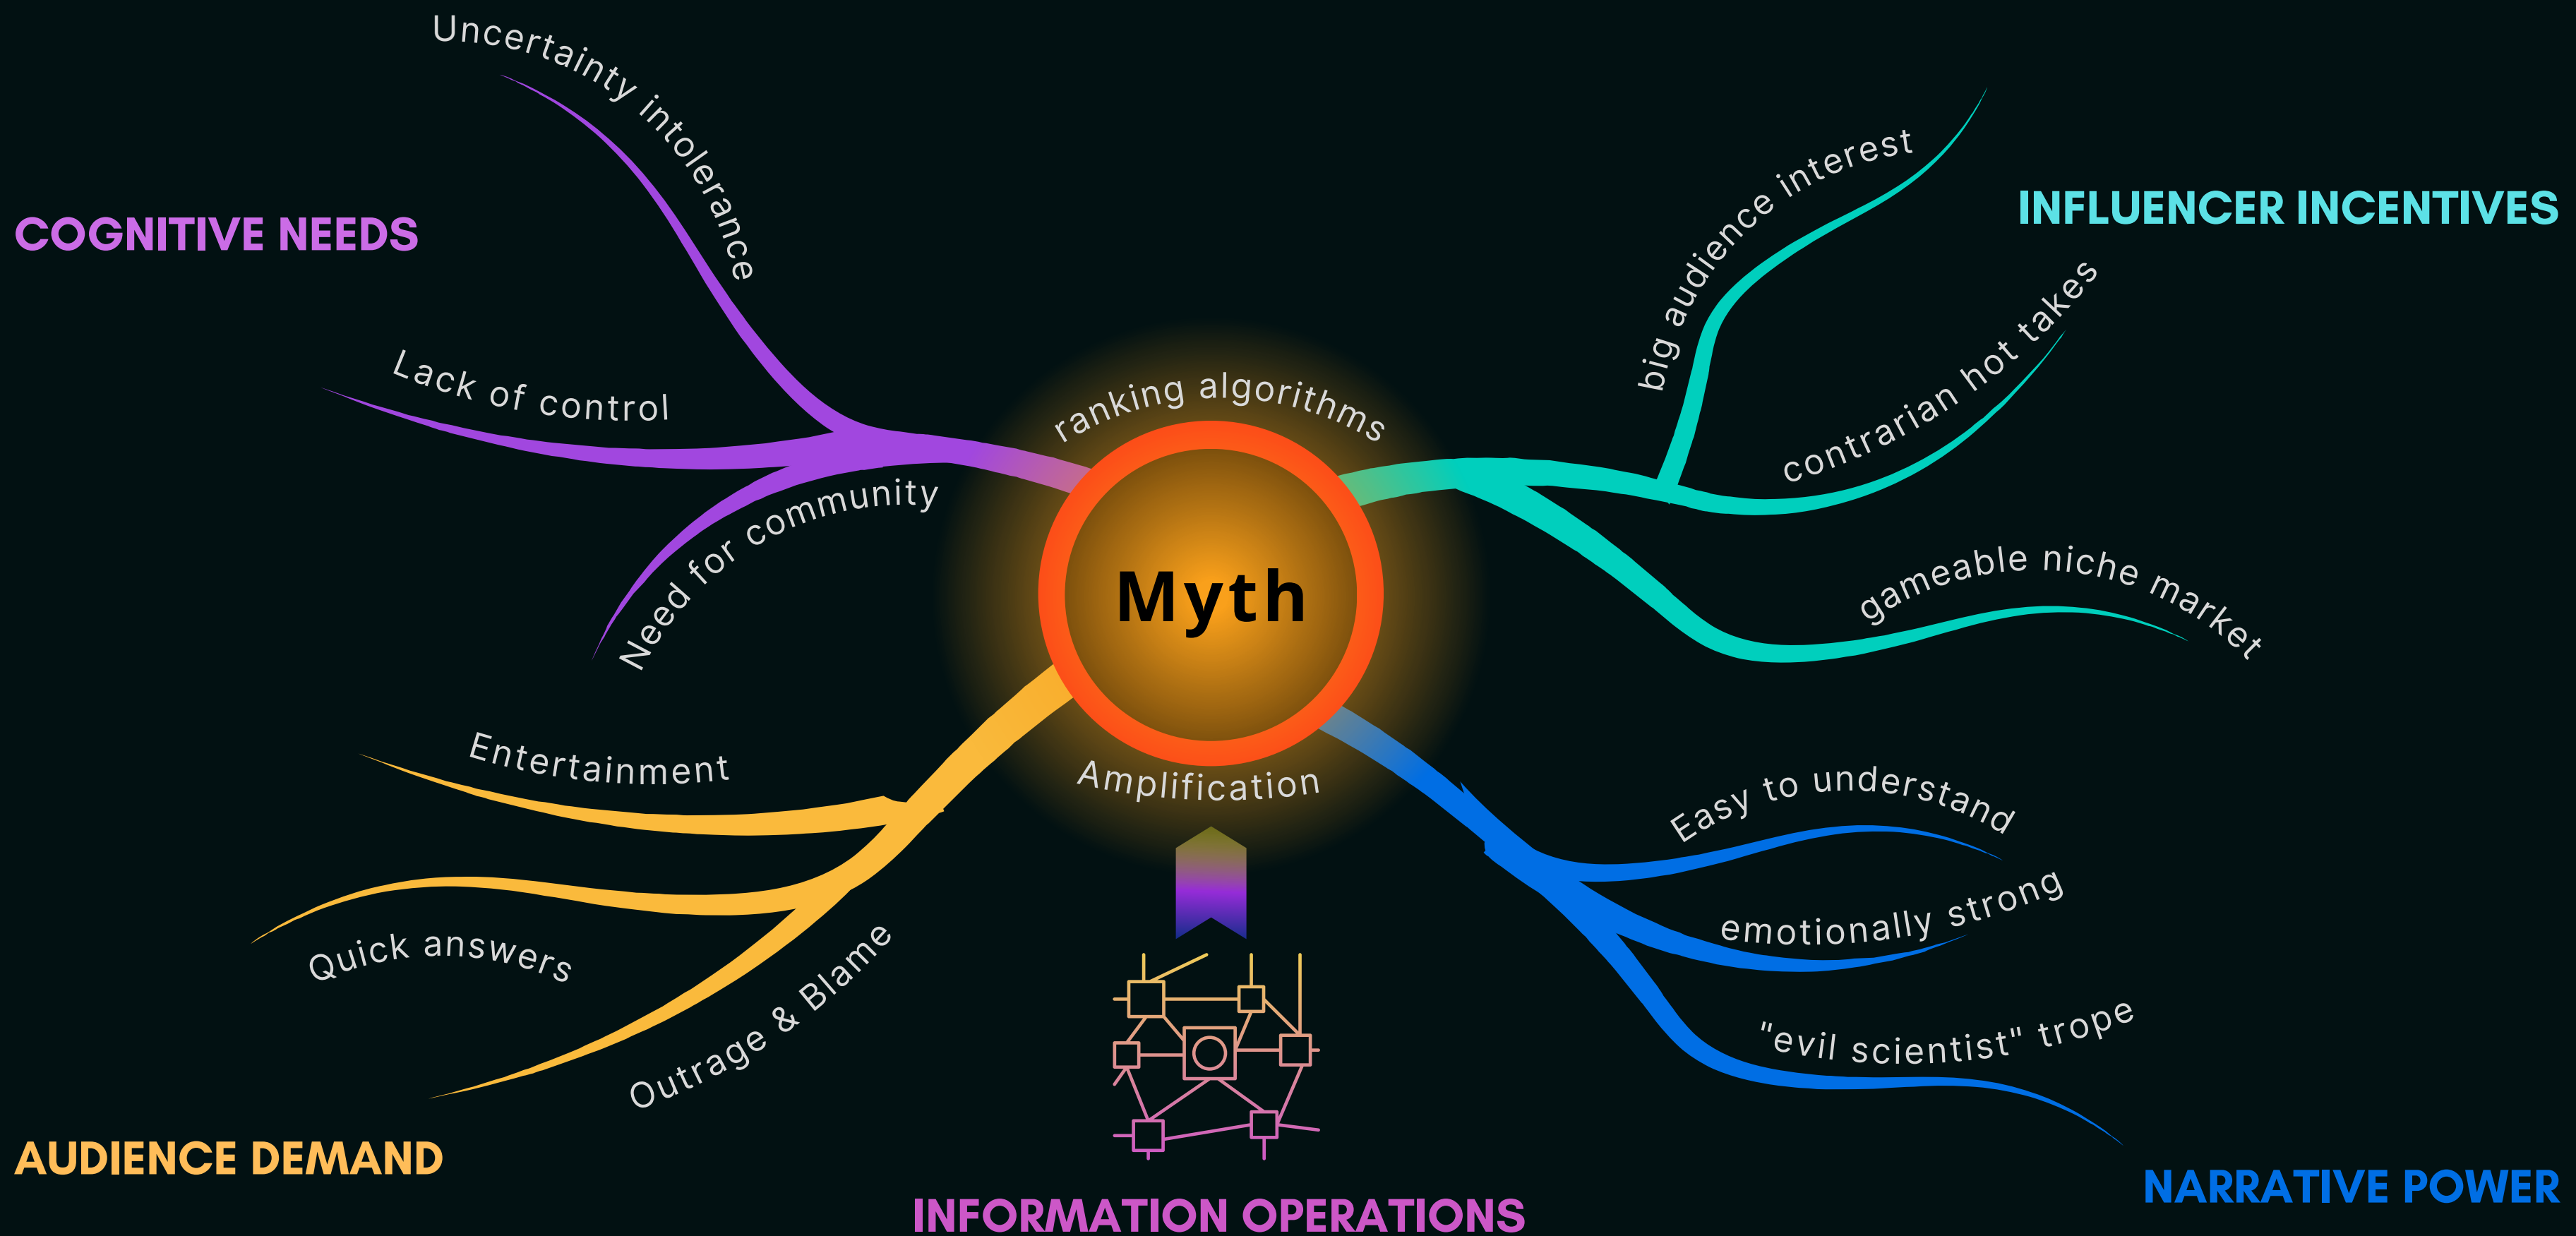 COGNITIVE NEEDS
Uncertainty intolerance
Lack of control
Need for community
INFLUENCER INCENTIVES
big audience interest
contrarian hot takes
gameable niche market
ranking algorithms
Myth
Amplification
AUDIENCE DEMAND
Entertainment
Quick answers
Outrage & Blame
NARRATIVE POWER
Easy to understand
emotionally strong
"evil scientist" trope
INFORMATION OPERATIONS